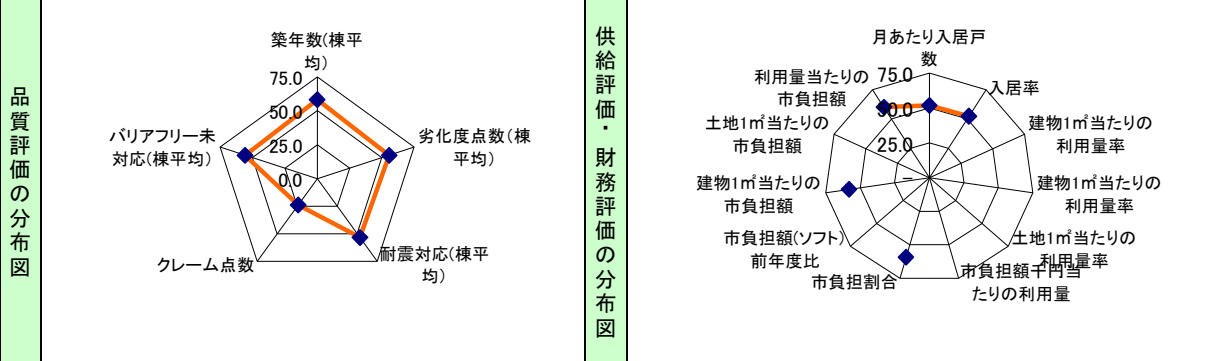 品質評価の分布図
築年数(棟平
均)
75.0
50.0
25.0
0.0
劣化度点数(棟
平均)
耐震対応(棟平
均)
クレーム点数
バリアフリー未
対応(棟平均)
供給評価・財務評価の分布図
月あたり入居戸
数
75.0
50.0
25.0
－
入居率
建物1㎡当たりの
利用量率
建物1㎡当たりの
利用量率
土地1㎡当たりの
利用量率
市負担額千円当
たりの利用量
市負担割合
市負担額(ソフト)
前年度比
建物1㎡当たりの
市負担額
土地1㎡当たりの
市負担額
利用量当たりの
市負担額